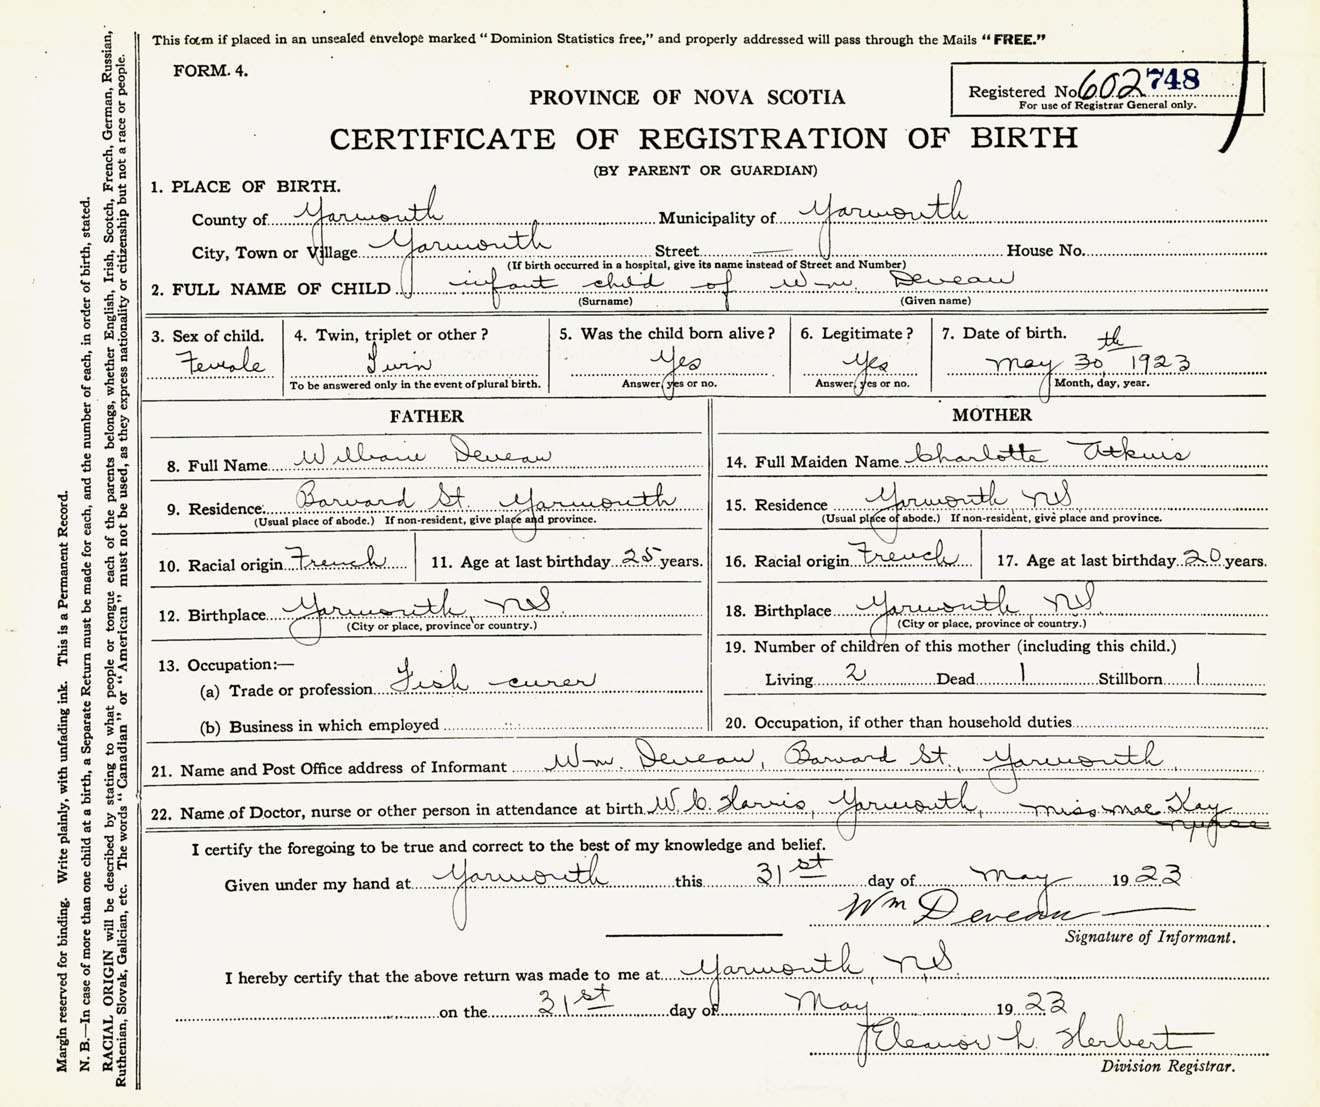 This form if placed in an unsealed envelope marked “Dominion Statistics free,” and properly addressed will pass through the Mails “FREE.”
FORM. 4.
Registered No. 602748
For use of Registrar General only.
PROVINCE OF NOVA SCOTIA
CERTIFICATE OF REGISTRATION OF BIRTH
(BY PARENT OR GUARDIAN)
1. PLACE OF BIRTH.
County of Yarmouth Municipality of Yarmouth
City, Town or Village Yarmouth Street — House No.
(If birth occurred in a hospital, give its name instead of Street and Number)
2. FULL NAME OF CHILD infant child of Wm. Deveau
(Surname) (Given name)
3. Sex of child. 4. Twin, triplet or other? 5. Was the child born alive? 6. Legitimate? 7. Date of birth.
Female Twin Yes Yes May 30th 1923
To be answered only in the event of plural birth. Answer yes or no. Answer yes or no. Month, day, year.
FATHER
8. Full Name William Deveau
9. Residence: Barnard St. Yarmouth
(Usual place of abode.) If non-resident, give place and province.
10. Racial origin French 11. Age at last birthday 25 years.
12. Birthplace Yarmouth NS.
(City or place, province or country.)
13. Occupation:—
(a) Trade or profession Fish curer
(b) Business in which employed
MOTHER
14. Full Maiden Name Charlotte Atkins
15. Residence Yarmouth NS
(Usual place of abode.) If non-resident, give place and province.
16. Racial origin French 17. Age at last birthday 20 years.
18. Birthplace Yarmouth NS.
(City or place, province or country.)
19. Number of children of this mother (including this child.)
Living 2 Dead 1 Stillborn 1
20. Occupation, if other than household duties
21. Name and Post Office address of Informant Wm. Deveau, Barnard St., Yarmouth,
22. Name of Doctor, nurse or other person in attendance at birth W. C. Harris, Yarmouth, Miss Mae Kay
I certify the foregoing to be true and correct to the best of my knowledge and belief.
Given under my hand at Yarmouth this 31st day of May 1923
Wm Deveau
Signature of Informant.
I hereby certify that the above return was made to me at Yarmouth, N.S.
on the 31st day of May 1923
Eleanor L. Herbert
Division Registrar.
Margin reserved for binding. Write plainly, with unfading ink. This is a Permanent Record.
N. B.—In case of more than one child at a birth, a Separate Return must be made for each, and the number of each, in order of birth, stated.
RACIAL ORIGIN will be described by stating to what people or tongue each of the parents belongs, whether English, Irish, Scotch, French, German, Russian,
Ruthenian, Slovak, Galician, etc. The words “Canadian” or “American” must not be used, as they express nationality or citizenship but not a race or people.